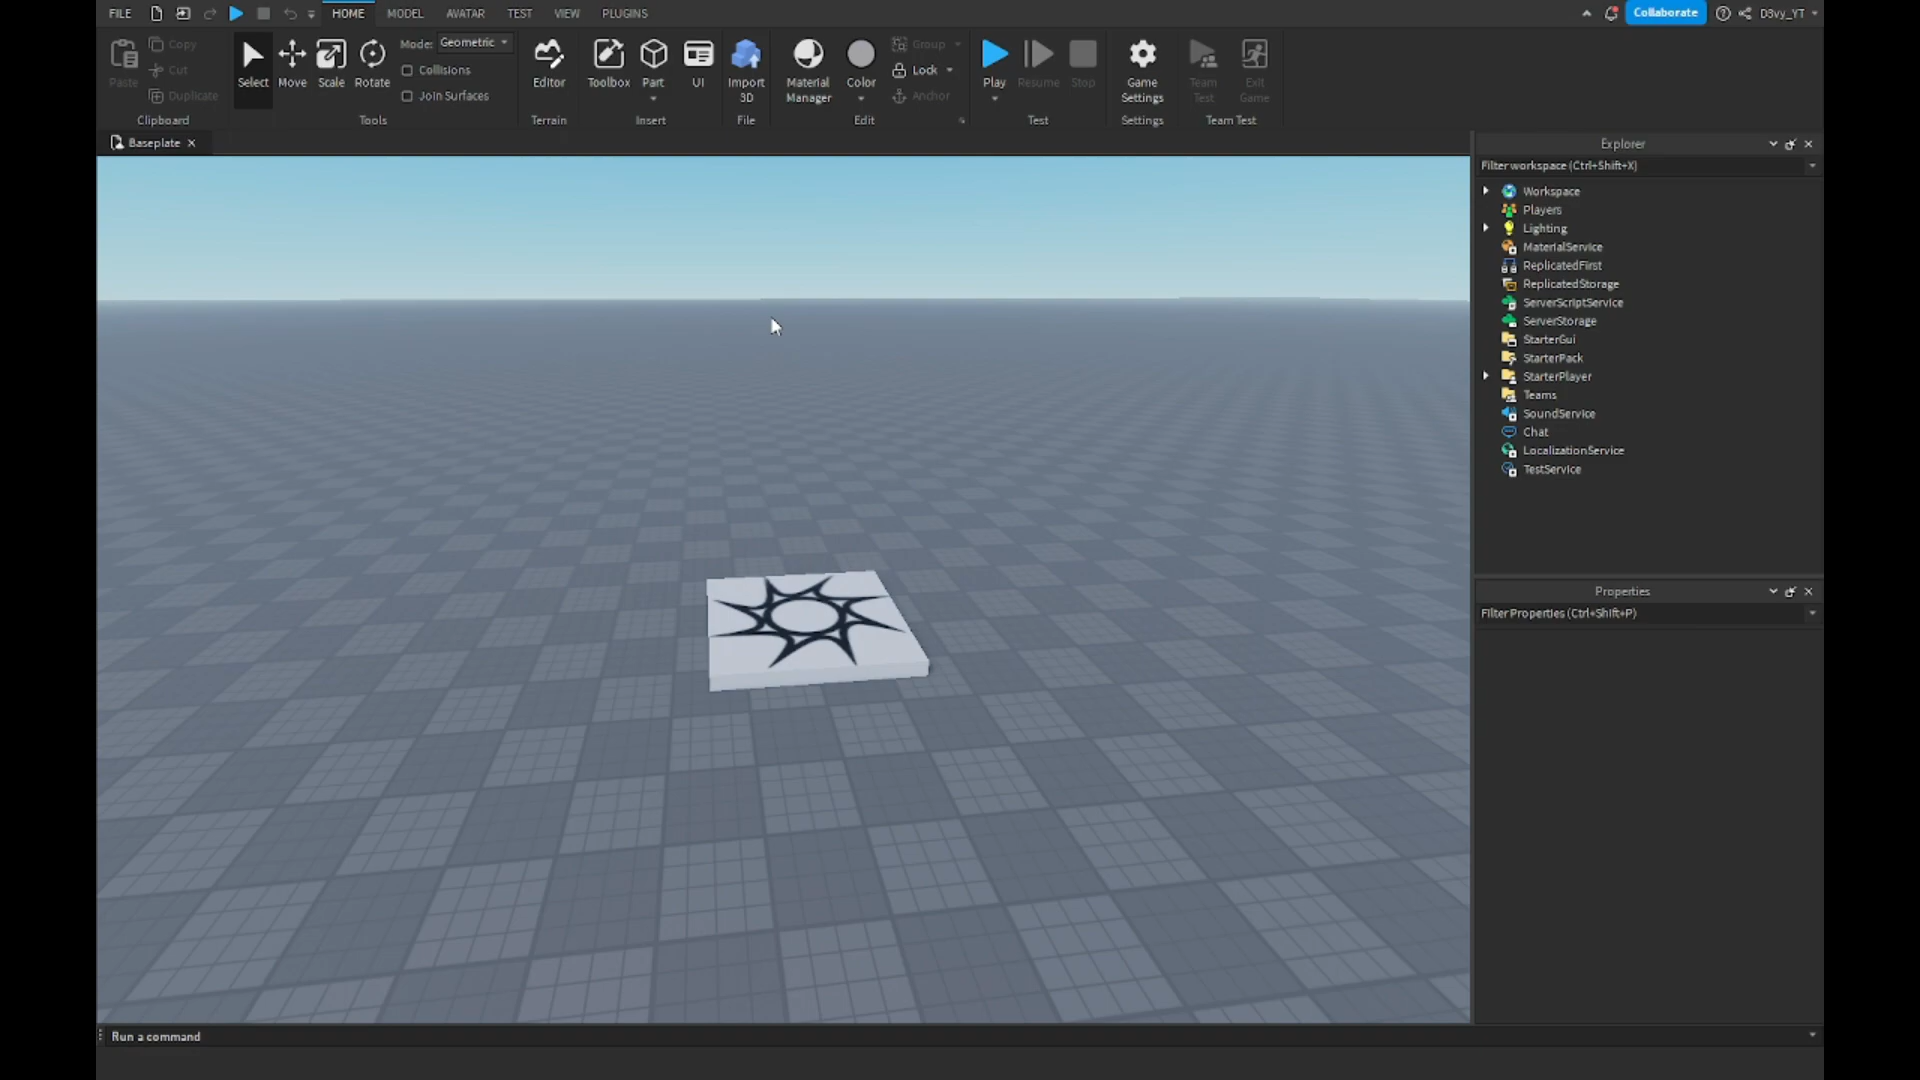 FILE HOME MODEL AVATAR TEST VIEW PLUGINS Collaborate D3vy_YT
Paste Copy Cut Duplicate
Clipboard
Select Move Scale Rotate
Mode: Geometric
Collisions
Join Surfaces
Tools
Editor
Terrain
Toolbox Part UI
Insert
Import
3D
File
Material
Manager
Color
Group
Lock
Anchor
Edit
Play Resume Stop
Test
Game
Settings
Settings
Team
Test
Exit
Game
Team Test
Baseplate
Explorer
Filter workspace (Ctrl+Shift+X)
Workspace
Players
Lighting
MaterialService
ReplicatedFirst
ReplicatedStorage
ServerScriptService
ServerStorage
StarterGui
StarterPack
StarterPlayer
Teams
SoundService
Chat
LocalizationService
TestService
Properties
Filter Properties (Ctrl+Shift+P)
Run a command